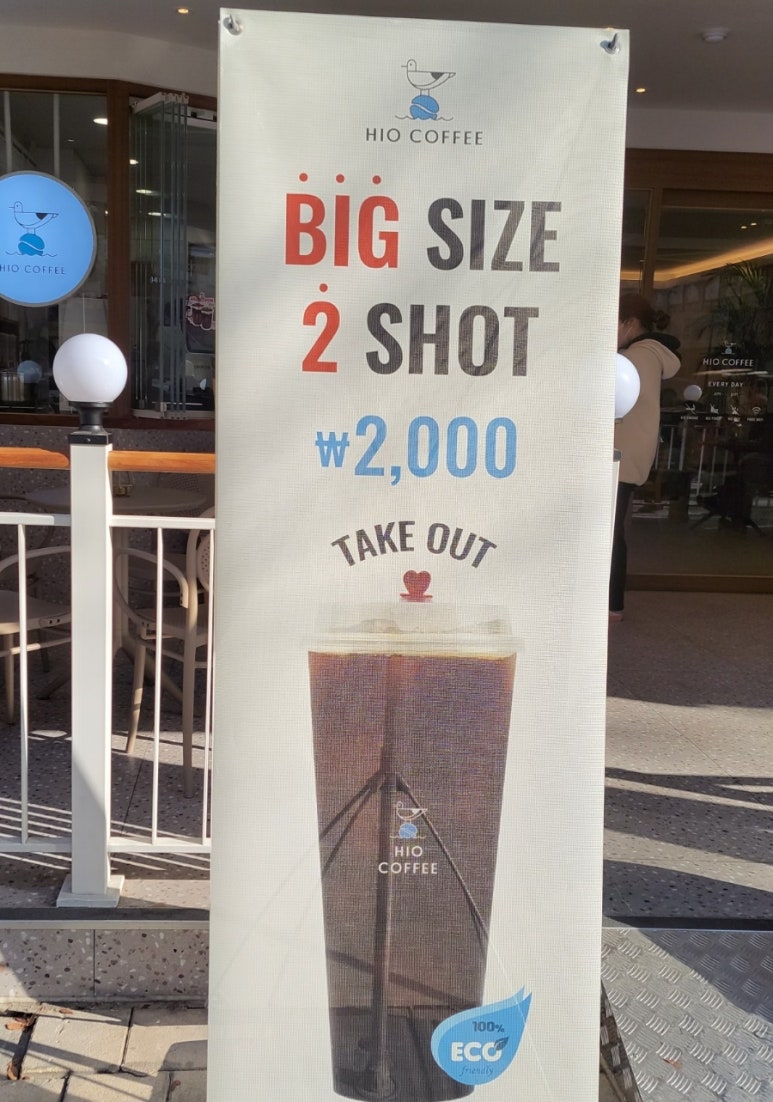 HIO COFFEE
BIG SIZE
2 SHOT
₩2,000
TAKE OUT
HIO
COFFEE
100%
ECO
friendly
HIO COFFEE
HIO COFFEE
EVERY DAY